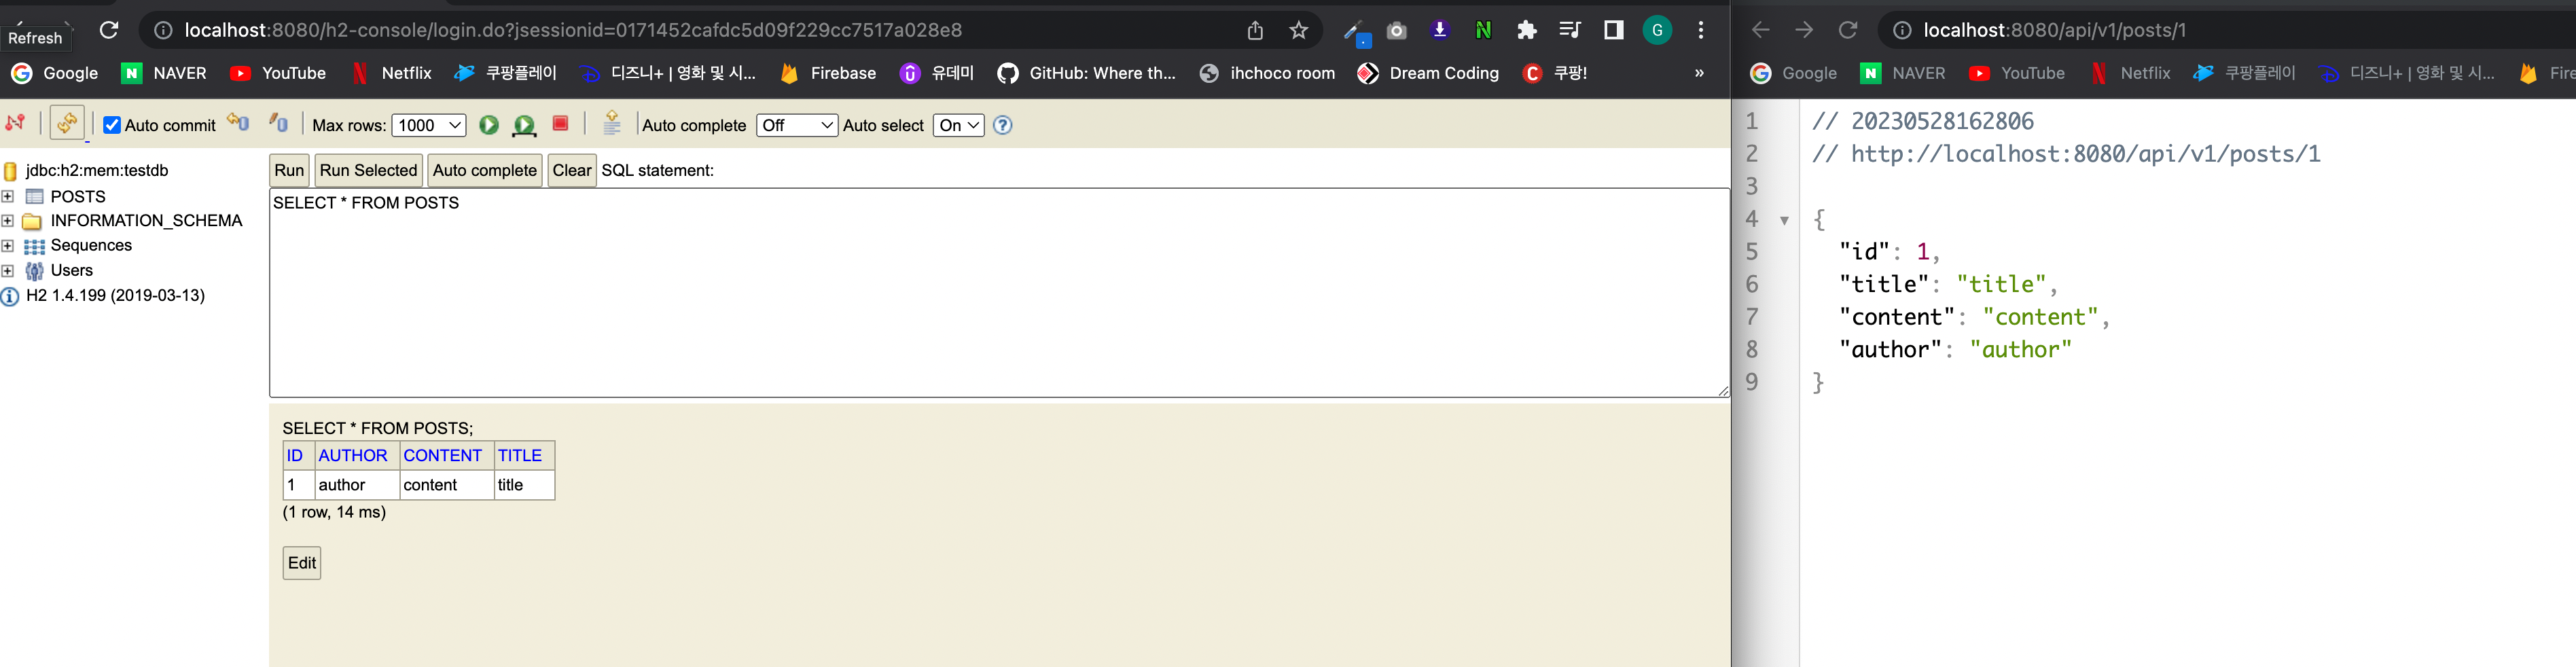 Refresh
localhost:8080/h2-console/login.do?jsessionid=0171452cafdc5d09f229cc7517a028e8
G
Google
NAVER
YouTube
Netflix
쿠팡플레이
디즈니+ | 영화 및 시...
Firebase
유데미
GitHub: Where th...
ihchoco room
Dream Coding
쿠팡!
»
Auto commit
Max rows: 1000
Auto complete Off
Auto select On
jdbc:h2:mem:testdb
POSTS
INFORMATION_SCHEMA
Sequences
Users
H2 1.4.199 (2019-03-13)
Run
Run Selected
Auto complete
Clear
SQL statement:
SELECT * FROM POSTS
SELECT * FROM POSTS;
ID AUTHOR CONTENT TITLE
1 author content title
(1 row, 14 ms)
Edit
localhost:8080/api/v1/posts/1
Google
NAVER
YouTube
Netflix
쿠팡플레이
디즈니+ | 영화 및 시...
Fire
1 // 20230528162806
2 // http://localhost:8080/api/v1/posts/1
3
4 {
5 "id": 1,
6 "title": "title",
7 "content": "content",
8 "author": "author"
9 }